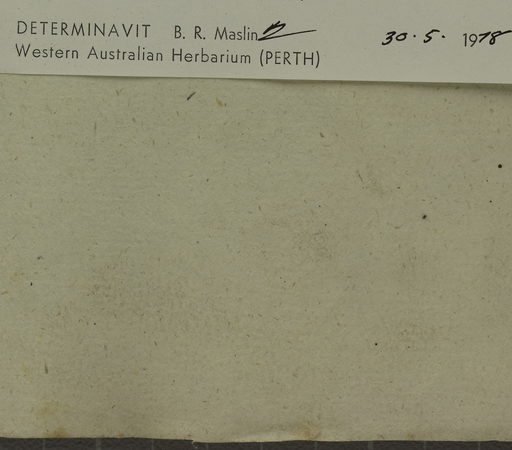 DETERMINAVIT B. R. Maslin 30.5.1978
Western Australian Herbarium (PERTH)